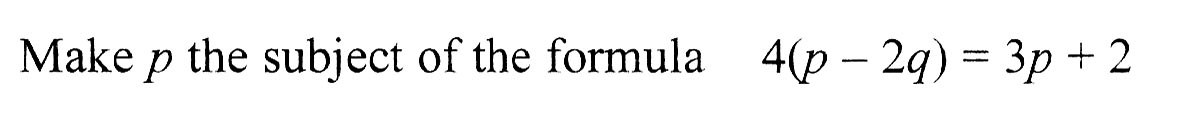 Make p the subject of the formula 4(p – 2q) = 3p + 2